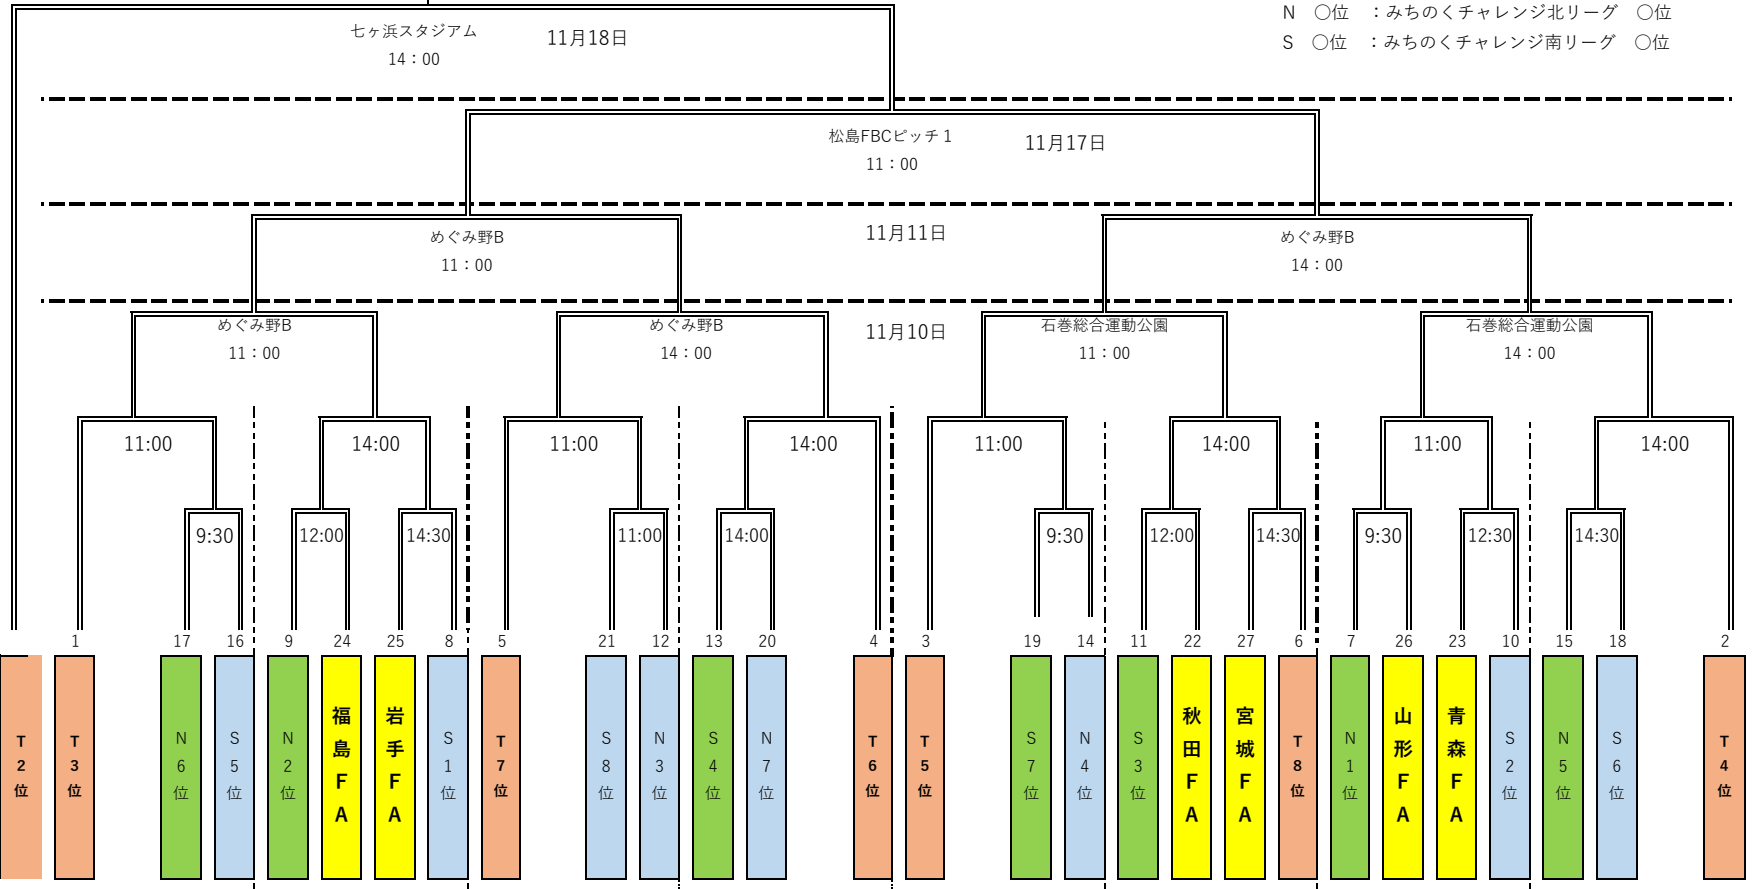 N　〇位　：みちのくチャレンジ北リーグ　〇位
S　〇位　：みちのくチャレンジ南リーグ　〇位
七ヶ浜スタジアム
11月18日
14：00
松島FBCピッチ1
11月17日
11：00
11月11日
めぐみ野B
11：00
めぐみ野B
14：00
11月10日
めぐみ野B
11：00
めぐみ野B
14：00
石巻総合運動公園
11：00
石巻総合運動公園
14：00
11:00 14:00 11:00 14:00 11:00 14:00 11:00 14:00
9:30 12:00 14:30 11:00 14:00 9:30 12:00 14:30 9:30 12:30 14:30
1 17 16 9 24 25 8 5 21 12 13 20 4 3 19 14 11 22 27 6 7 26 23 10 15 18 2
T2位
T3位
N6位
S5位
N2位
福島FA
岩手FA
S1位
T7位
S8位
N3位
S4位
N7位
T6位
T5位
S7位
N4位
S3位
秋田FA
宮城FA
T8位
N1位
山形FA
青森FA
S2位
N5位
S6位
T4位